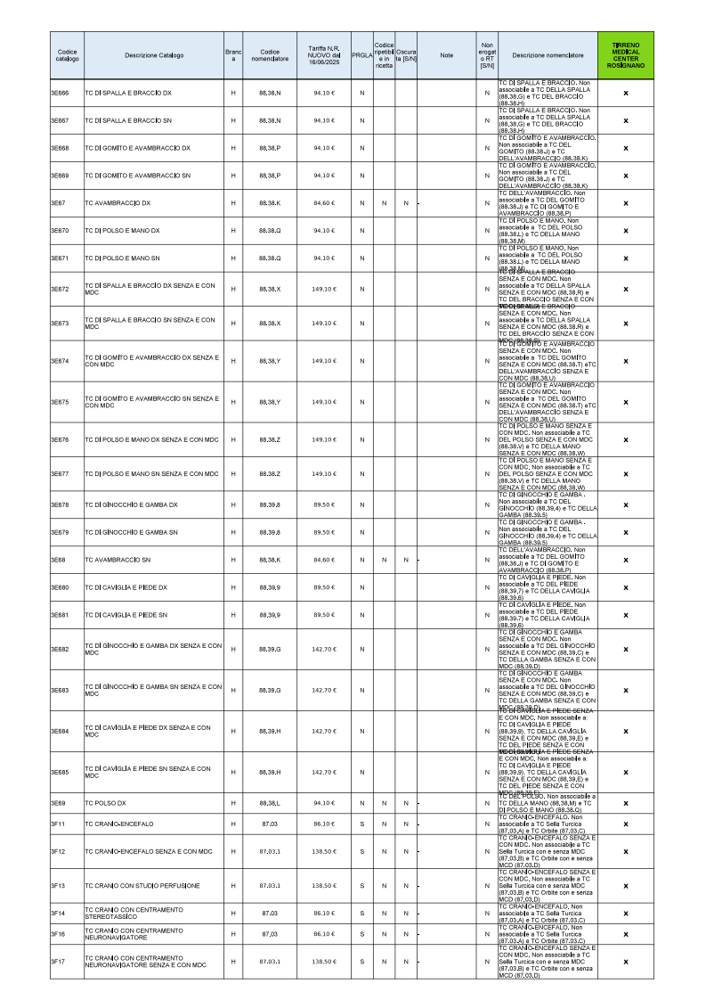 Codice catalogo | Descrizione Catalogo | Branca | Codice nomenclatore | Tariffa N.R. NUOVO dal 16/06/2025 | PRGLA | Codice ripetibile in ricetta | Oscurata [S/N] | Note | Non erogato RT [S/N] | Descrizione nomenclatore | TIRRENO MEDICAL CENTER ROSIGNANO
3E666 | TC DI SPALLA E BRACCIO DX | H | 88.38.N | 94,10 € | N | | | | N | TC DI SPALLA E BRACCIO. Non associabile a TC DELLA SPALLA (88.38.G) e TC DEL BRACCIO (88.38.H) | X
3E667 | TC DI SPALLA E BRACCIO SN | H | 88.38.N | 94,10 € | N | | | | N | TC DI SPALLA E BRACCIO. Non associabile a TC DELLA SPALLA (88.38.G) e TC DEL BRACCIO (88.38.H) | X
3E668 | TC DI GOMITO E AVAMBRACCIO DX | H | 88.38.P | 94,10 € | N | | | | N | TC DI GOMITO E AVAMBRACCIO. Non associabile a TC DEL GOMITO (88.38.J) e TC DELL'AVAMBRACCIO (88.38.K) | X
3E669 | TC DI GOMITO E AVAMBRACCIO SN | H | 88.38.P | 94,10 € | N | | | | N | TC DI GOMITO E AVAMBRACCIO. Non associabile a TC DEL GOMITO (88.38.J) e TC DELL'AVAMBRACCIO (88.38.K) | X
3E67 | TC AVAMBRACCIO DX | H | 88.38.K | 84,60 € | N | N | N | - | N | TC DELL'AVAMBRACCIO. Non associabile a TC DEL GOMITO (88.38.J) e TC DI GOMITO E AVAMBRACCIO (88.38.P) | X
3E670 | TC DI POLSO E MANO DX | H | 88.38.Q | 94,10 € | N | | | | N | TC DI POLSO E MANO. Non associabile a TC DEL POLSO (88.38.L) e TC DELLA MANO (88.38.M) | X
3E671 | TC DI POLSO E MANO SN | H | 88.38.Q | 94,10 € | N | | | | N | TC DI POLSO E MANO. Non associabile a TC DEL POLSO (88.38.L) e TC DELLA MANO (88.38.M) | X
3E672 | TC DI SPALLA E BRACCIO DX SENZA E CON MDC | H | 88.38.X | 149,10 € | N | | | | N | TC DI SPALLA E BRACCIO SENZA E CON MDC. Non associabile a TC DELLA SPALLA SENZA E CON MDC (88.38.R) e TC DEL BRACCIO SENZA E CON | X
3E673 | TC DI SPALLA E BRACCIO SN SENZA E CON MDC | H | 88.38.X | 149,10 € | N | | | | N | TC DI SPALLA E BRACCIO SENZA E CON MDC. Non associabile a TC DELLA SPALLA SENZA E CON MDC (88.38.R) e TC DEL BRACCIO SENZA E CON | X
3E674 | TC DI GOMITO E AVAMBRACCIO DX SENZA E CON MDC | H | 88.38.Y | 149,10 € | N | | | | N | TC DI GOMITO E AVAMBRACCIO SENZA E CON MDC. Non associabile a TC DEL GOMITO SENZA E CON MDC (88.38.T) eTC DELL'AVAMBRACCIO SENZA E CON MDC (88.38.U) | X
3E675 | TC DI GOMITO E AVAMBRACCIO SN SENZA E CON MDC | H | 88.38.Y | 149,10 € | N | | | | N | TC DI GOMITO E AVAMBRACCIO SENZA E CON MDC. Non associabile a TC DEL GOMITO SENZA E CON MDC (88.38.T) eTC DELL'AVAMBRACCIO SENZA E CON MDC (88.38.U) | X
3E676 | TC DI POLSO E MANO DX SENZA E CON MDC | H | 88.38.Z | 149,10 € | N | | | | N | TC DI POLSO E MANO SENZA E CON MDC. Non associabile a TC DEL POLSO SENZA E CON MDC (88.38.V) e TC DELLA MANO SENZA E CON MDC (88.38.W) | X
3E677 | TC DI POLSO E MANO SN SENZA E CON MDC | H | 88.38.Z | 149,10 € | N | | | | N | TC DI POLSO E MANO SENZA E CON MDC. Non associabile a TC DEL POLSO SENZA E CON MDC (88.38.V) e TC DELLA MANO SENZA E CON MDC (88.38.W) | X
3E678 | TC DI GINOCCHIO E GAMBA DX | H | 88.39.8 | 89,50 € | N | | | | N | TC DI GINOCCHIO E GAMBA . Non associabile a TC DEL GINOCCHIO (88.39.4) e TC DELLA GAMBA (88.39.5) | X
3E679 | TC DI GINOCCHIO E GAMBA SN | H | 88.39.8 | 89,50 € | N | | | | N | TC DI GINOCCHIO E GAMBA . Non associabile a TC DEL GINOCCHIO (88.39.4) e TC DELLA GAMBA (88.39.5) | X
3E68 | TC AVAMBRACCIO SN | H | 88.38.K | 84,60 € | N | N | N | - | N | TC DELL'AVAMBRACCIO. Non associabile a TC DEL GOMITO (88.38.J) e TC DI GOMITO E AVAMBRACCIO (88.38.P) | X
3E680 | TC DI CAVIGLIA E PIEDE DX | H | 88.39.9 | 89,50 € | N | | | | N | TC DI CAVIGLIA E PIEDE. Non associabile a TC DEL PIEDE (88.39.7) e TC DELLA CAVIGLIA (88.39.6) | X
3E681 | TC DI CAVIGLIA E PIEDE SN | H | 88.39.9 | 89,50 € | N | | | | N | TC DI CAVIGLIA E PIEDE. Non associabile a TC DEL PIEDE (88.39.7) e TC DELLA CAVIGLIA (88.39.6) | X
3E682 | TC DI GINOCCHIO E GAMBA DX SENZA E CON MDC | H | 88.39.G | 142,70 € | N | | | | N | TC DI GINOCCHIO E GAMBA SENZA E CON MDC. Non associabile a TC DEL GINOCCHIO SENZA E CON MDC (88.39.C) e TC DELLA GAMBA SENZA E CON MDC (88.39.D) | X
3E683 | TC DI GINOCCHIO E GAMBA SN SENZA E CON MDC | H | 88.39.G | 142,70 € | N | | | | N | TC DI GINOCCHIO E GAMBA SENZA E CON MDC. Non associabile a TC DEL GINOCCHIO SENZA E CON MDC (88.39.C) e TC DELLA GAMBA SENZA E CON MDC (88.39.D) | X
3E684 | TC DI CAVIGLIA E PIEDE DX SENZA E CON MDC | H | 88.39.H | 142,70 € | N | | | | N | TC DI CAVIGLIA E PIEDE SENZA E CON MDC. Non associabile a: TC DI CAVIGLIA E PIEDE (88.39.9), TC DELLA CAVIGLIA SENZA E CON MDC (88.39.E) e TC DEL PIEDE SENZA E CON | X
3E685 | TC DI CAVIGLIA E PIEDE SN SENZA E CON MDC | H | 88.39.H | 142,70 € | N | | | | N | TC DI CAVIGLIA E PIEDE SENZA E CON MDC. Non associabile a: TC DI CAVIGLIA E PIEDE (88.39.9), TC DELLA CAVIGLIA SENZA E CON MDC (88.39.E) e TC DEL PIEDE SENZA E CON | X
3E69 | TC POLSO DX | H | 88.38.L | 94,10 € | N | N | N | - | N | TC DEL POLSO. Non associabile a TC DELLA MANO (88.38.M) e TC DI POLSO E MANO (88.38.Q) | X
3F11 | TC CRANIO-ENCEFALO | H | 87.03 | 86,10 € | S | N | N | - | N | TC CRANIO-ENCEFALO. Non associabile a TC Sella Turcica (87.03.A) e TC Orbite (87.03.C) | X
3F12 | TC CRANIO-ENCEFALO SENZA E CON MDC | H | 87.03.1 | 138,50 € | S | N | N | - | N | TC CRANIO-ENCEFALO SENZA E CON MDC. Non associabile a TC Sella Turcica con e senza MDC (87.03.B) e TC Orbite con e senza MCD (87.03.D) | X
3F13 | TC CRANIO CON STUDIO PERFUSIONE | H | 87.03.1 | 138,50 € | S | N | N | - | N | TC CRANIO-ENCEFALO SENZA E CON MDC. Non associabile a TC Sella Turcica con e senza MDC (87.03.B) e TC Orbite con e senza MCD (87.03.D) | X
3F14 | TC CRANIO CON CENTRAMENTO STEREOTASSICO | H | 87.03 | 86,10 € | S | N | N | - | N | TC CRANIO-ENCEFALO. Non associabile a TC Sella Turcica (87.03.A) e TC Orbite (87.03.C) | X
3F16 | TC CRANIO CON CENTRAMENTO NEURONAVIGATORE | H | 87.03 | 86,10 € | S | N | N | - | N | TC CRANIO-ENCEFALO. Non associabile a TC Sella Turcica (87.03.A) e TC Orbite (87.03.C) | X
3F17 | TC CRANIO CON CENTRAMENTO NEURONAVIGATORE SENZA E CON MDC | H | 87.03.1 | 138,50 € | S | N | N | - | N | TC CRANIO-ENCEFALO SENZA E CON MDC. Non associabile a TC Sella Turcica con e senza MDC (87.03.B) e TC Orbite con e senza MCD (87.03.D) | X